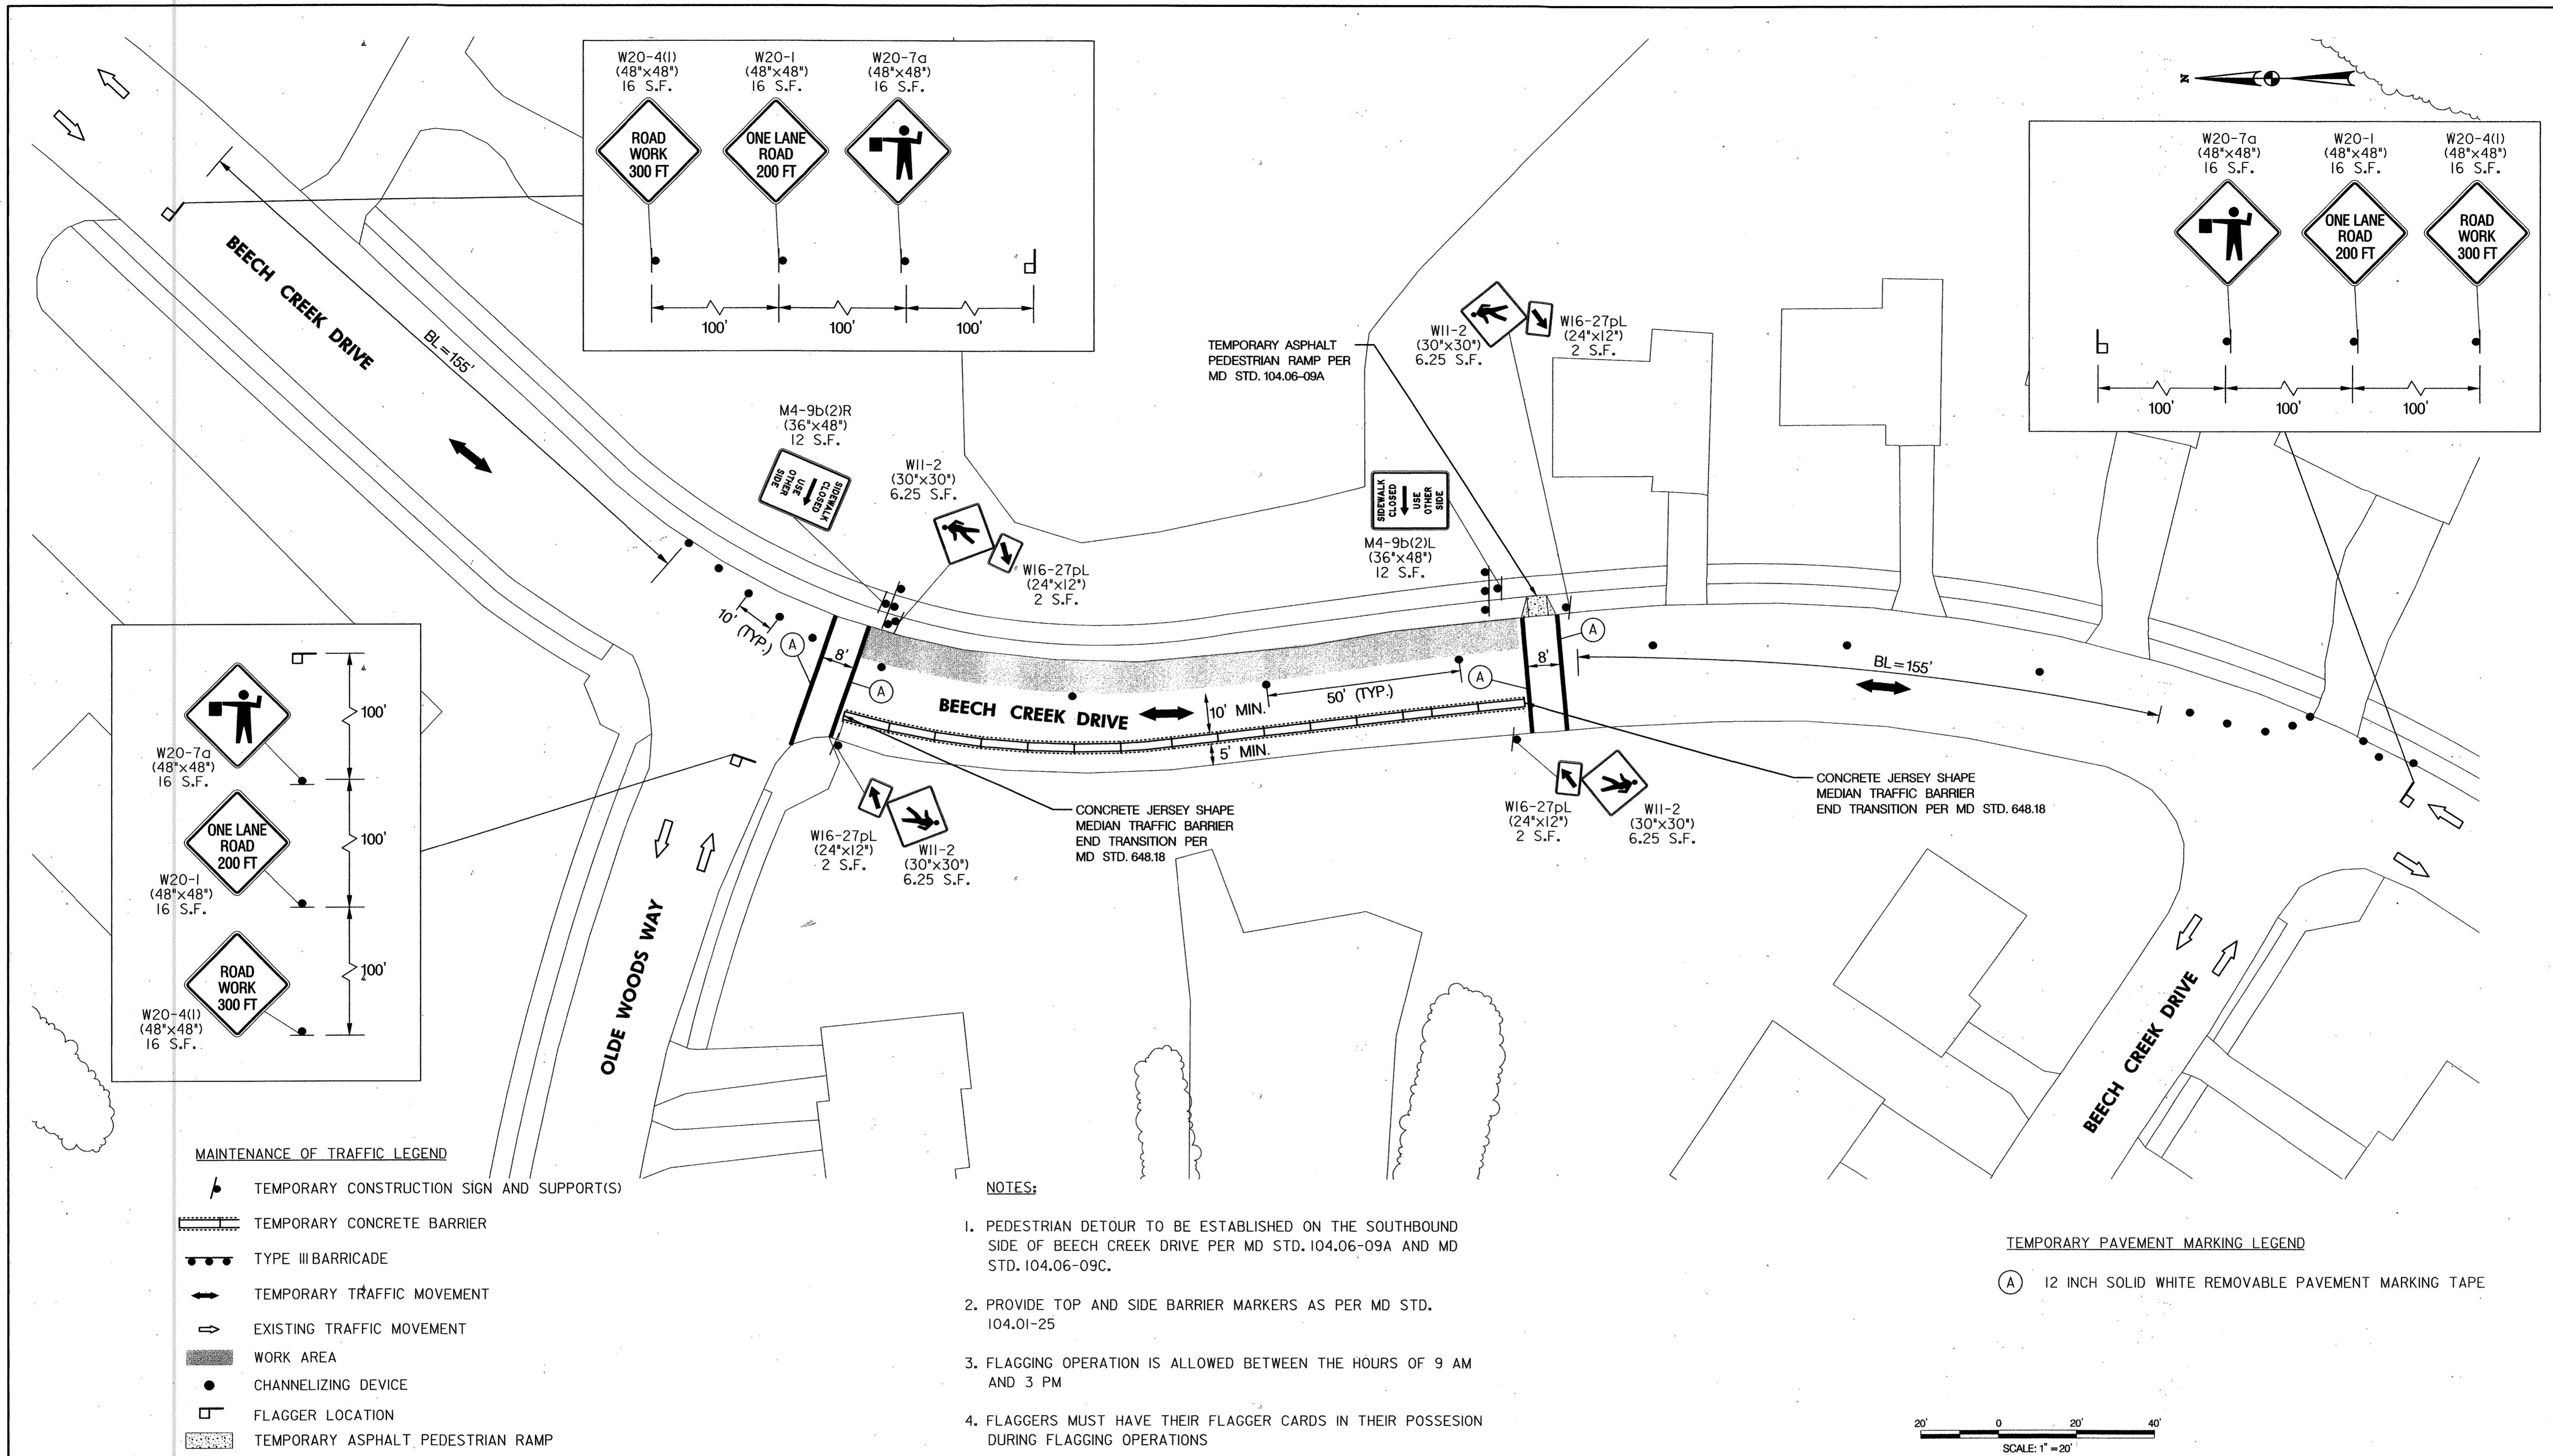 W20-4(1)
(48"x48")
16 S.F.
W20-1
(48"x48")
16 S.F.
W20-7a
(48"x48")
16 S.F.
ROAD
WORK
300 FT
ONE LANE
ROAD
200 FT
100'
100'
100'
N
W20-7a
(48"x48")
16 S.F.
W20-1
(48"x48")
16 S.F.
W20-4(1)
(48"x48")
16 S.F.
ONE LANE
ROAD
200 FT
ROAD
WORK
300 FT
100'
100'
100'
BEECH CREEK DRIVE
BL=155'
TEMPORARY ASPHALT
PEDESTRIAN RAMP PER
MD STD. 104.06-09A
W11-2
(30"x30")
6.25 S.F.
W16-27pL
(24"x12")
2 S.F.
M4-9b(2)R
(36"x48")
12 S.F.
SIDEWALK
CLOSED
USE
OTHER
SIDE
W11-2
(30"x30")
6.25 S.F.
W16-27pL
(24"x12")
2 S.F.
SIDEWALK
CLOSED
USE
OTHER
SIDE
M4-9b(2)L
(36"x48")
12 S.F.
10' (TYP.)
A
8'
A
BEECH CREEK DRIVE
10' MIN.
50' (TYP.)
5' MIN.
A
8'
A
BL=155'
W20-7a
(48"x48")
16 S.F.
100'
ONE LANE
ROAD
200 FT
W20-1
(48"x48")
16 S.F.
100'
ROAD
WORK
300 FT
W20-4(1)
(48"x48")
16 S.F.
100'
W16-27pL
(24"x12")
2 S.F.
W11-2
(30"x30")
6.25 S.F.
CONCRETE JERSEY SHAPE
MEDIAN TRAFFIC BARRIER
END TRANSITION PER
MD STD. 648.18
W16-27pL
(24"x12")
2 S.F.
W11-2
(30"x30")
6.25 S.F.
CONCRETE JERSEY SHAPE
MEDIAN TRAFFIC BARRIER
END TRANSITION PER MD STD. 648.18
OLDE WOODS WAY
BEECH CREEK DRIVE
MAINTENANCE OF TRAFFIC LEGEND
TEMPORARY CONSTRUCTION SIGN AND SUPPORT(S)
TEMPORARY CONCRETE BARRIER
TYPE III BARRICADE
TEMPORARY TRAFFIC MOVEMENT
EXISTING TRAFFIC MOVEMENT
WORK AREA
CHANNELIZING DEVICE
FLAGGER LOCATION
TEMPORARY ASPHALT PEDESTRIAN RAMP
NOTES:
1. PEDESTRIAN DETOUR TO BE ESTABLISHED ON THE SOUTHBOUND
SIDE OF BEECH CREEK DRIVE PER MD STD. 104.06-09A AND MD
STD. 104.06-09C.
2. PROVIDE TOP AND SIDE BARRIER MARKERS AS PER MD STD.
104.01-25
3. FLAGGING OPERATION IS ALLOWED BETWEEN THE HOURS OF 9 AM
AND 3 PM
4. FLAGGERS MUST HAVE THEIR FLAGGER CARDS IN THEIR POSSESION
DURING FLAGGING OPERATIONS
TEMPORARY PAVEMENT MARKING LEGEND
A 12 INCH SOLID WHITE REMOVABLE PAVEMENT MARKING TAPE
20' 0 20' 40'
SCALE: 1" = 20'